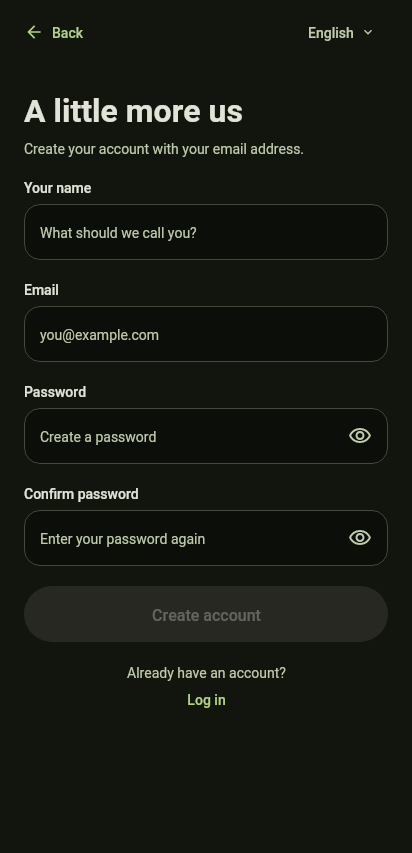 Back
English
A little more us
Create your account with your email address.
Your name
What should we call you?
Email
you@example.com
Password
Create a password
Confirm password
Enter your password again
Create account
Already have an account?
Log in